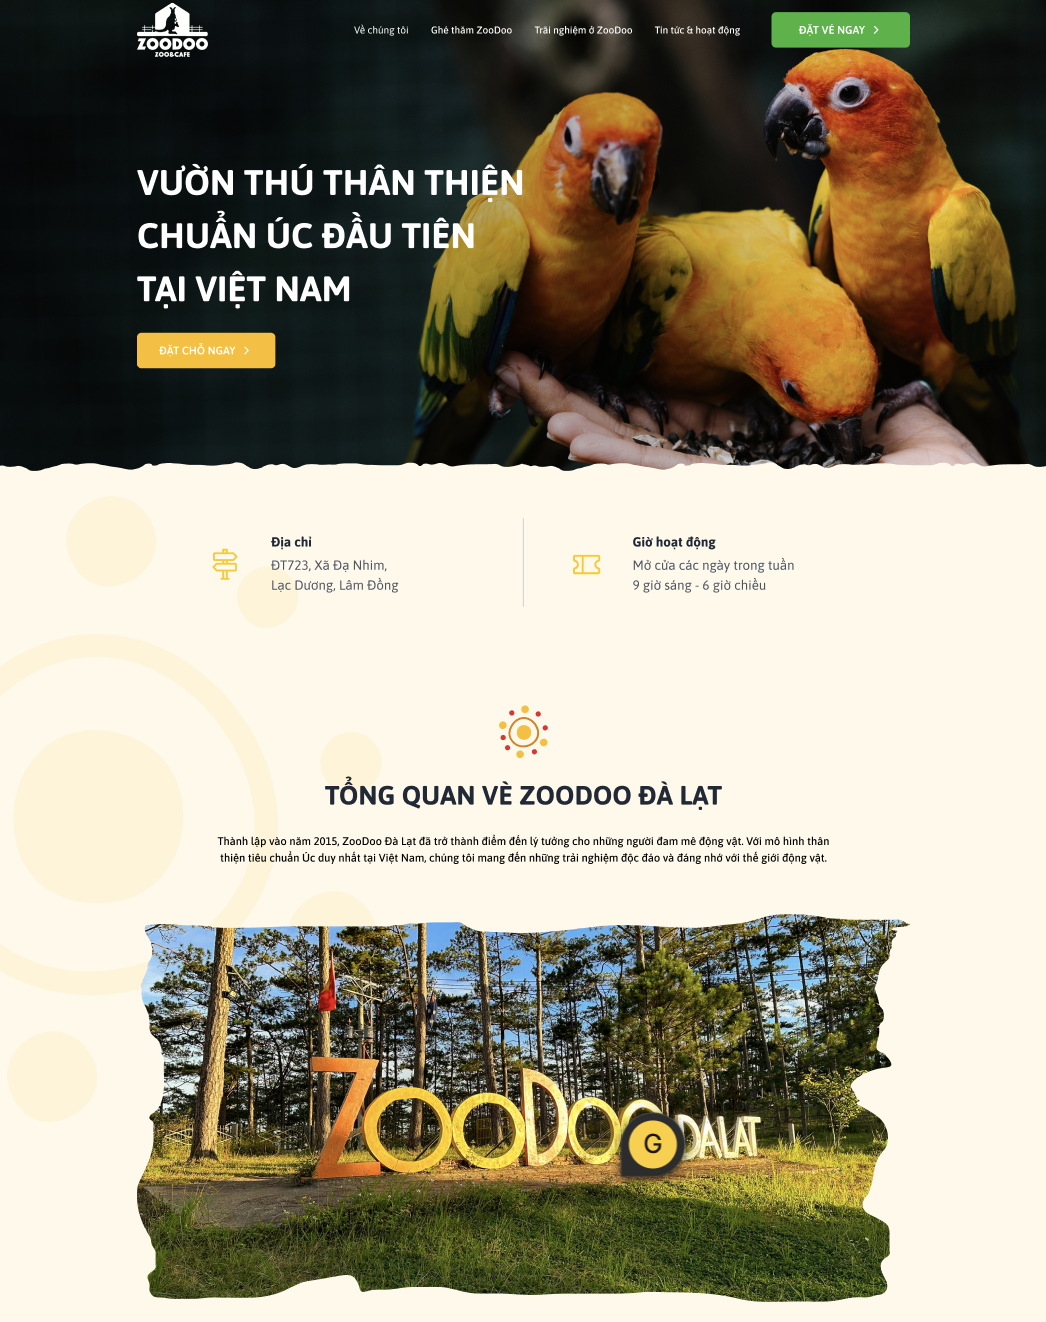 ZOODOO
ZOO&CAFE
Về chúng tôi
Ghé thăm ZooDoo
Trải nghiệm ở ZooDoo
Tin tức & hoạt động
ĐẶT VÉ NGAY
VƯỜN THÚ THÂN THIỆN
CHUẨN ÚC ĐẦU TIÊN
TẠI VIỆT NAM
ĐẶT CHỖ NGAY
Địa chỉ
ĐT723, Xã Đạ Nhim,
Lạc Dương, Lâm Đồng
Giờ hoạt động
Mở cửa các ngày trong tuần
9 giờ sáng - 6 giờ chiều
TỔNG QUAN VỀ ZOODOO ĐÀ LẠT
Thành lập vào năm 2015, ZooDoo Đà Lạt đã trở thành điểm đến lý tưởng cho những người đam mê động vật. Với mô hình thân
thiện tiêu chuẩn Úc duy nhất tại Việt Nam, chúng tôi mang đến những trải nghiệm độc đáo và đáng nhớ với thế giới động vật.
ZOODOO DALAT
G